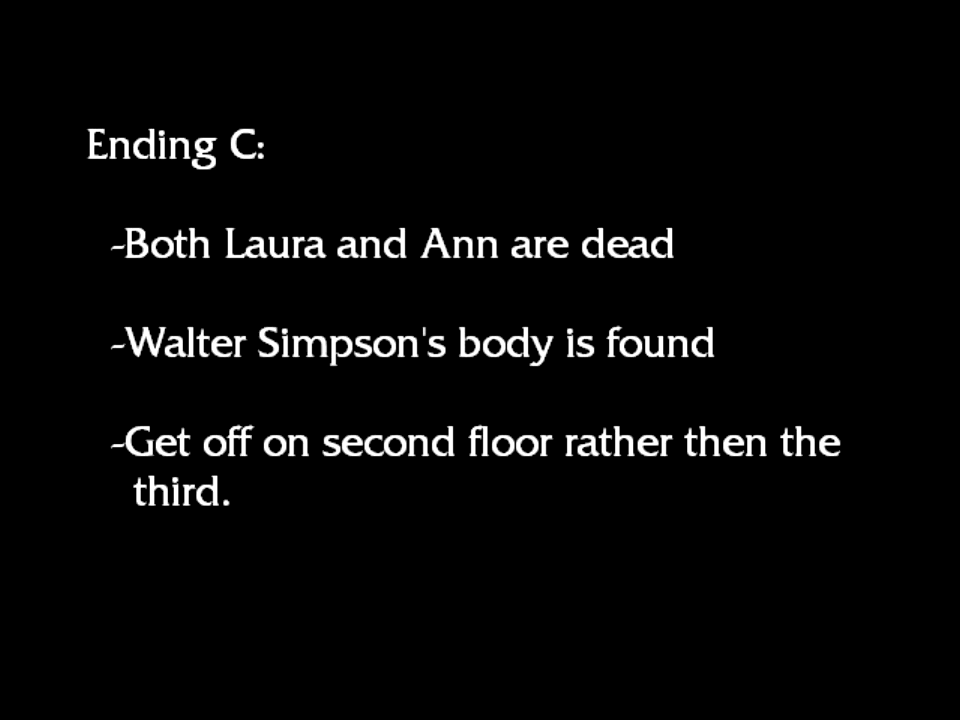 Ending C:
-Both Laura and Ann are dead
-Walter Simpson's body is found
-Get off on second floor rather then the
third.